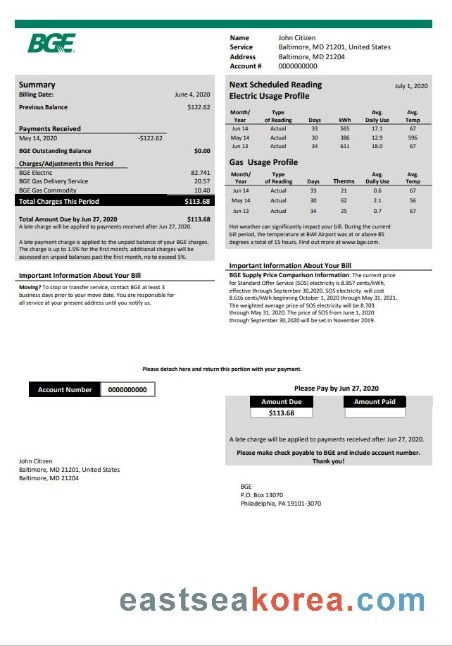 BGE
Name John Citizen
Service Baltimore, MD 21201, United States
Address Baltimore, MD 21204
Account # 0000000000
Summary
Billing Date: June 4, 2020
Previous Balance $122.62
Payments Received
May 14, 2020 -$122.62
BGE Outstanding Balance $0.00
Charges/Adjustments this Period
BGE Electric 82.741
BGE Gas Delivery Service 20.57
BGE Gas Commodity 10.40
Total Charges This Period $113.68
Total Amount Due by Jun 27, 2020 $113.68
A late charge will be applied to payments received after Jun 27, 2020.
A late payment charge is applied to the unpaid balance of your BGE charges.
The charge is up to 1.5% for the first month; additional charges will be
assessed on unpaid balances past the first month, no to exceed 5%.
Important Information About Your Bill
Moving? To stop or transfer service, contact BGE at least 3
business days prior to your move date. You are responsible for
all service at your present address until you notify us.
Next Scheduled Reading July 1, 2020
Electric Usage Profile
Month/ Type Avg. Avg.
Year of Reading Days kWh Daily Use Temp
Jun 14 Actual 33 565 17.1 67
May 14 Actual 30 386 12.9 596
Jun 13 Actual 34 611 18.0 67
Gas Usage Profile
Month/ Type Avg. Avg.
Year of Reading Days Therms Daily Use Temp
Jun 14 Actual 33 21 0.6 67
May 14 Actual 30 62 2.1 56
Jun 13 Actual 34 25 0.7 67
Hot weather can significantly impact your bill. During the current
bill period, the temperature at BWI Airport was at or above 85
degrees a total of 15 hours. Find out more at www.bge.com.
Important Information About Your Bill
BGE Supply Price Comparison Information: The current price
for Standard Offer Service (SOS) electricity is 8.857 cents/kWh,
effective through September 30,2020. SOS electricity will cost
8.616 cents/kWh beginning October 1, 2020 through May 31, 2021.
The weighted average price of SOS electricity will be 8.703
through May 31, 2020. The price of SOS from June 1, 2020
through September 30,2020 will be set in November 2019.
Please detach here and return this portion with your payment.
Account Number 0000000000
Please Pay by Jun 27, 2020
Amount Due Amount Paid
$113.68
A late charge will be applied to payments received after Jun 27, 2020.
Please make check payable to BGE and include account number.
Thank you!
John Citizen
Baltimore, MD 21201, United States
Baltimore, MD 21204
BGE
P.O. Box 13070
Philadelphia, PA 19101-3070
eastseakorea.com